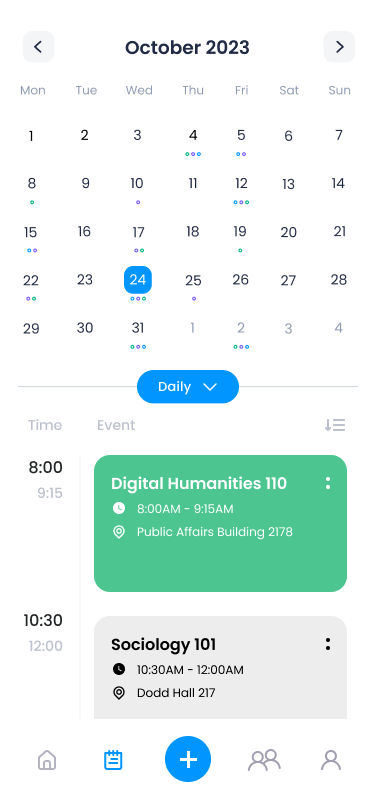 October 2023
Mon Tue Wed Thu Fri Sat Sun
1 2 3 4 5 6 7
8 9 10 11 12 13 14
15 16 17 18 19 20 21
22 23 24 25 26 27 28
29 30 31 1 2 3 4
Daily
Time Event
8:00
9:15
Digital Humanities 110
8:00AM - 9:15AM
Public Affairs Building 2178
10:30
12:00
Sociology 101
10:30AM - 12:00AM
Dodd Hall 217